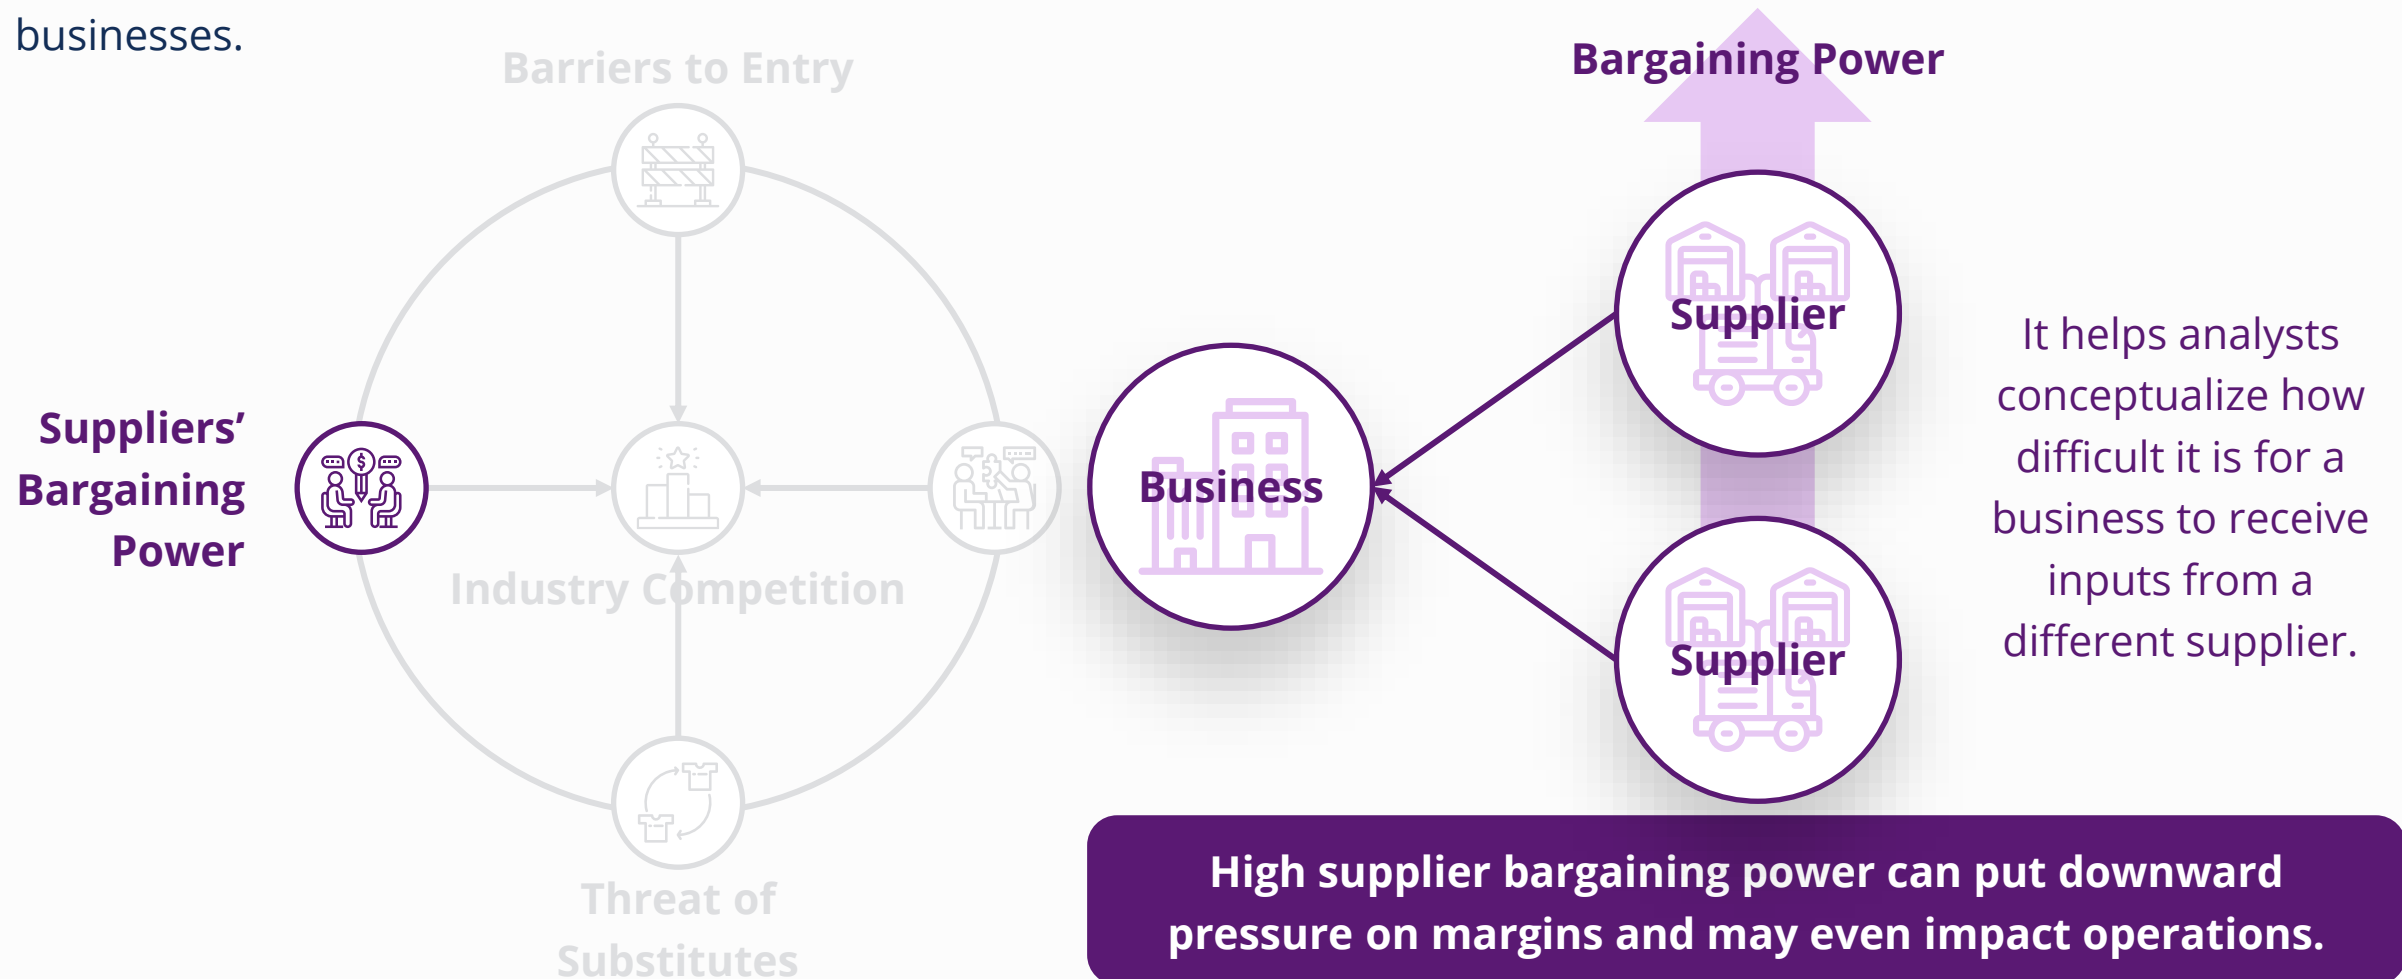 businesses.
Barriers to Entry
Suppliers’
Bargaining
Power
Industry Competition
Threat of
Substitutes
Bargaining Power
Business
Supplier
Supplier
It helps analysts
conceptualize how
difficult it is for a
business to receive
inputs from a
different supplier.
High supplier bargaining power can put downward
pressure on margins and may even impact operations.